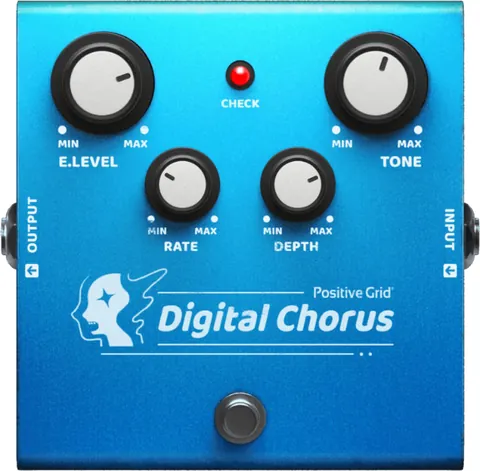 CHECK
MIN MAX
E.LEVEL
MIN MAX
TONE
MIN MAX
RATE
MIN MAX
DEPTH
OUTPUT
INPUT
Positive Grid®
Digital Chorus